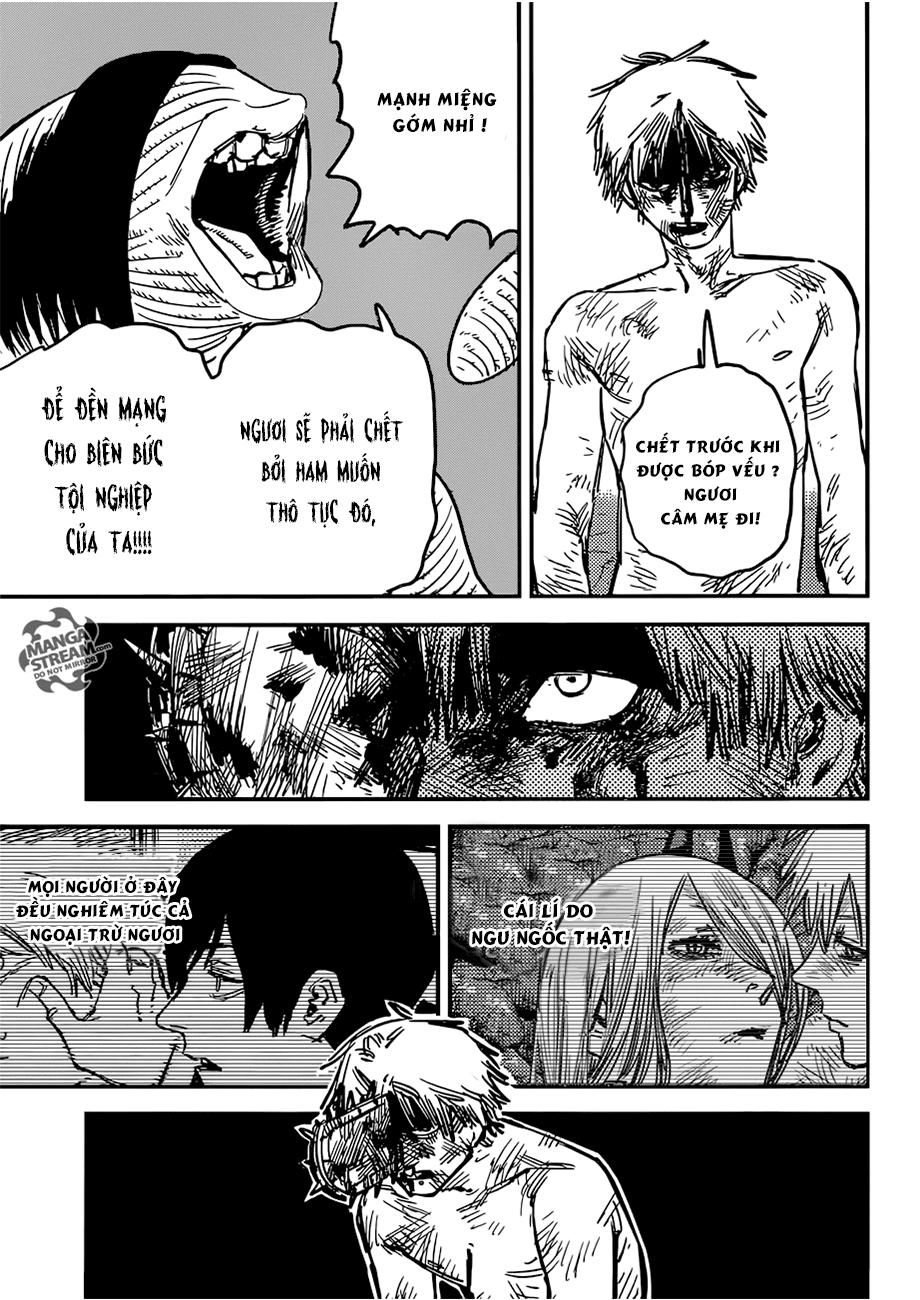 CHẾT TRƯỚC KHI
ĐƯỢC BÓP VẾU ?
NGƯƠI
CÂM MẸ ĐI!
MẠNH MIỆNG
GỚM NHỈ !
NGƯƠI SẼ PHẢI CHẾT
BỞI HAM MUỐN
THÔ TỤC ĐÓ,
ĐỂ ĐỀN MẠNG
CHO BIÊN BỨC
TỘI NGHIỆP
CỦA TA!!!!
MANGA
STREAM.com
DO NOT MIRROR
CÁI LÍ DO
NGU NGỐC THẬT!
MỌI NGƯỜI Ở ĐÂY
ĐỀU NGHIÊM TÚC CẢ
NGOẠI TRỪ NGƯƠI